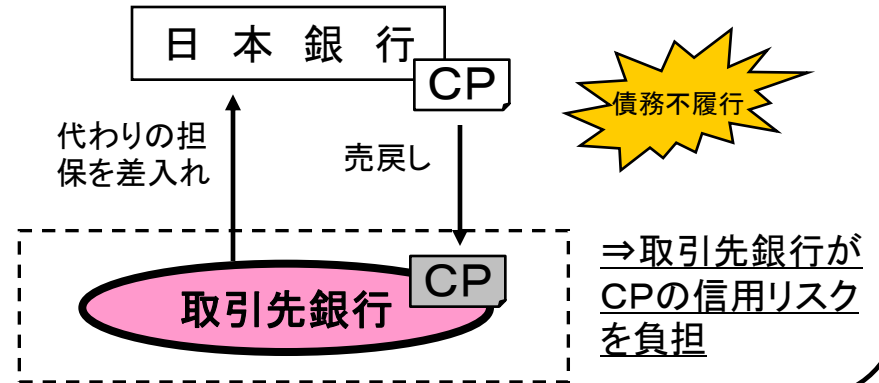 日 本 銀 行
CP
債務不履行
代わりの担
保を差入れ
売戻し
⇒取引先銀行が
CPの信用リスク
を負担
CP
取引先銀行